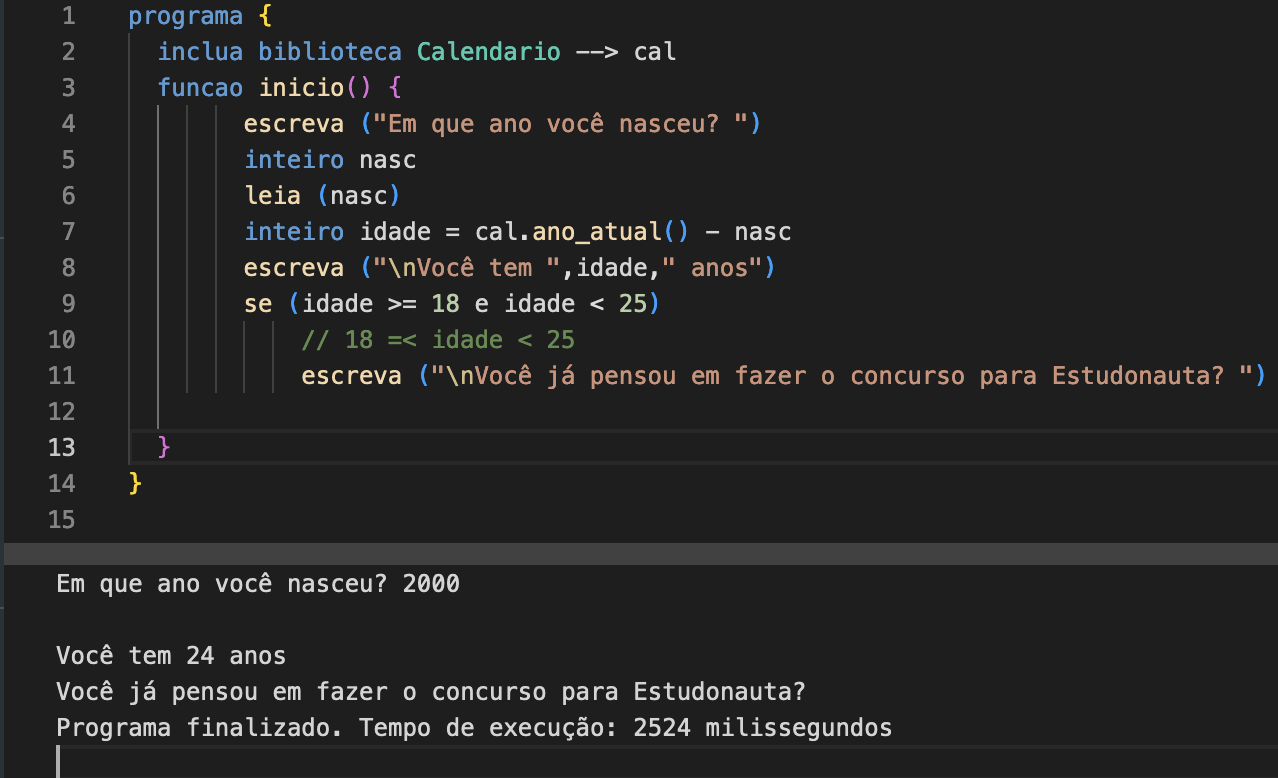 1 programa {
2 inclua biblioteca Calendario --> cal
3 funcao inicio() {
4 escreva ("Em que ano você nasceu? ")
5 inteiro nasc
6 leia (nasc)
7 inteiro idade = cal.ano_atual() - nasc
8 escreva ("\nVocê tem ",idade," anos")
9 se (idade >= 18 e idade < 25)
10 // 18 =< idade < 25
11 escreva ("\nVocê já pensou em fazer o concurso para Estudonauta? ")
12
13 }
14 }
15
Em que ano você nasceu? 2000
Você tem 24 anos
Você já pensou em fazer o concurso para Estudonauta?
Programa finalizado. Tempo de execução: 2524 milissegundos